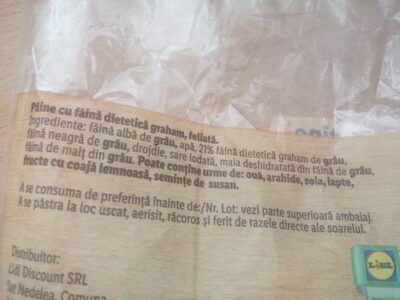 Pâine cu făină dietetică graham, feliată.
Ingrediente: făină albă de grâu, apă, 21% făină dietetică graham de grâu,
făină neagră de grâu, drojdie, sare iodată, maia deshidratată din făină de grâu,
făină de malț din grâu. Poate conține urme de: ouă, arahide, soia, lapte,
fructe cu coajă lemnoasă, semințe de susan.
A se consuma de preferință înainte de:/Nr. Lot: vezi parte superioară ambalaj.
A se păstra la loc uscat, aerisit, răcoros și ferit de razele directe ale soarelui.
Distribuitor:
Lidl Discount SRL
Sat Nedelea, Comuna
LIDL